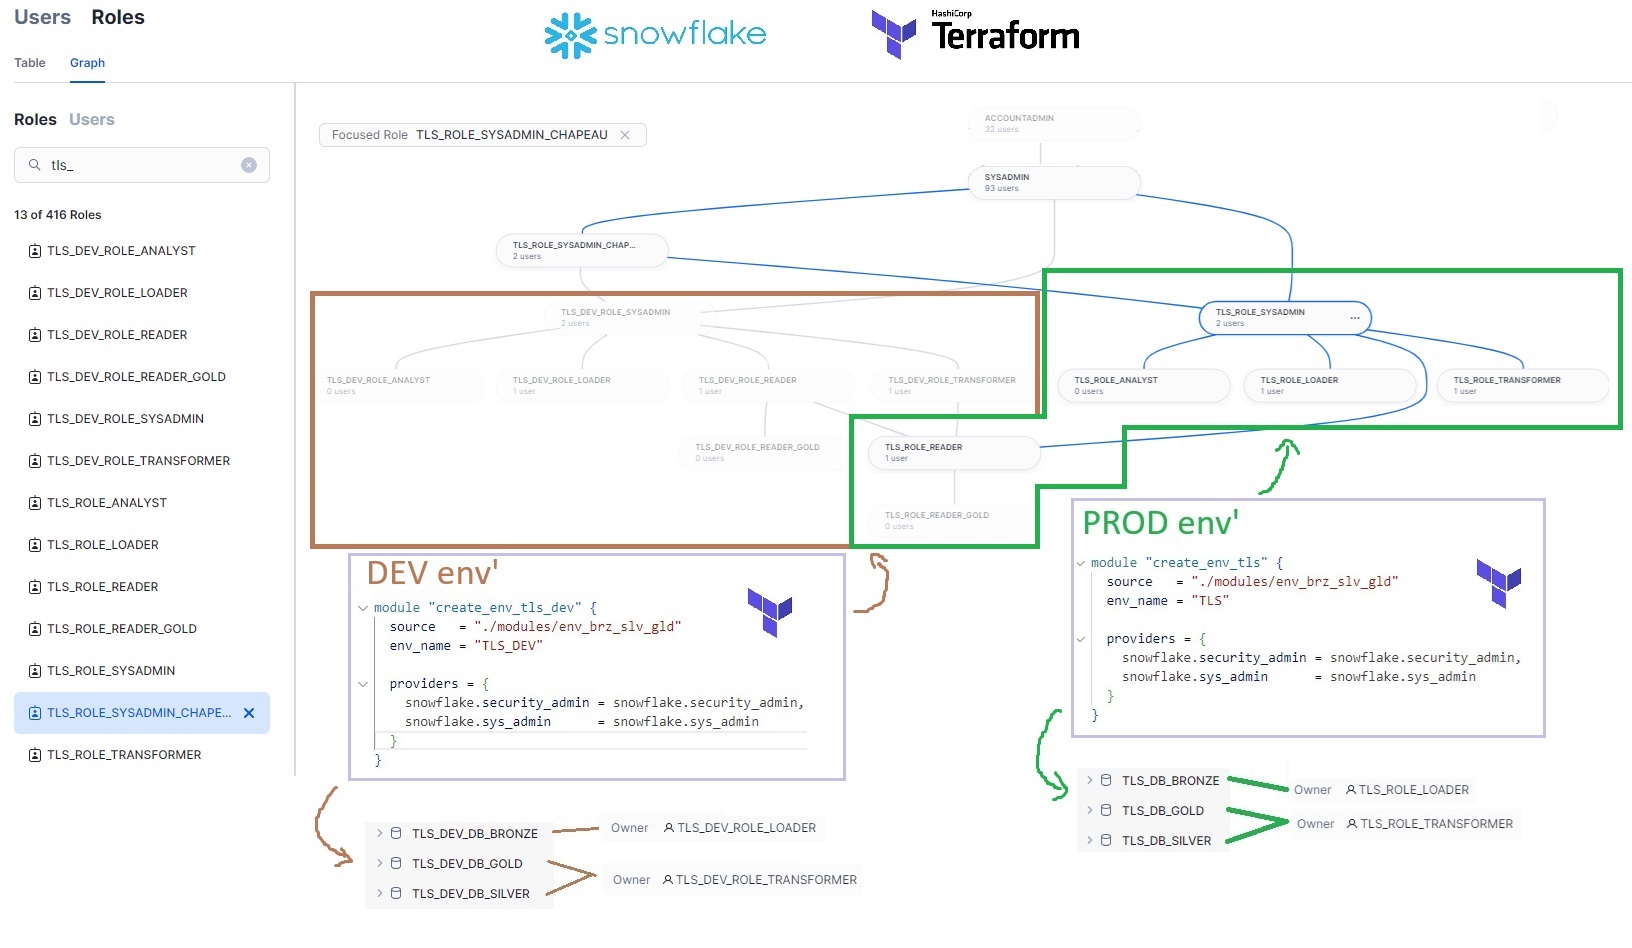 Users Roles
snowflake
HashiCorp
Terraform
Table Graph
Roles Users
tls_
13 of 416 Roles
TLS_DEV_ROLE_ANALYST
TLS_DEV_ROLE_LOADER
TLS_DEV_ROLE_READER
TLS_DEV_ROLE_READER_GOLD
TLS_DEV_ROLE_SYSADMIN
TLS_DEV_ROLE_TRANSFORMER
TLS_ROLE_ANALYST
TLS_ROLE_LOADER
TLS_ROLE_READER
TLS_ROLE_READER_GOLD
TLS_ROLE_SYSADMIN
TLS_ROLE_SYSADMIN_CHAPE...
TLS_ROLE_TRANSFORMER
Focused Role TLS_ROLE_SYSADMIN_CHAPEAU
ACCOUNTADMIN
32 users
SYSADMIN
93 users
TLS_ROLE_SYSADMIN_CHAP...
2 users
TLS_DEV_ROLE_SYSADMIN
2 users
TLS_ROLE_SYSADMIN ...
2 users
TLS_DEV_ROLE_ANALYST
0 users
TLS_DEV_ROLE_LOADER
1 user
TLS_DEV_ROLE_READER
1 user
TLS_DEV_ROLE_TRANSFORMER
1 user
TLS_ROLE_ANALYST
0 users
TLS_ROLE_LOADER
1 user
TLS_ROLE_TRANSFORMER
1 user
TLS_DEV_ROLE_READER_GOLD
0 users
TLS_ROLE_READER
1 user
TLS_ROLE_READER_GOLD
0 users
DEV env'
module "create_env_tls_dev" {
source = "./modules/env_brz_slv_gld"
env_name = "TLS_DEV"
providers = {
snowflake.security_admin = snowflake.security_admin,
snowflake.sys_admin = snowflake.sys_admin
}
}
PROD env'
module "create_env_tls" {
source = "./modules/env_brz_slv_gld"
env_name = "TLS"
providers = {
snowflake.security_admin = snowflake.security_admin,
snowflake.sys_admin = snowflake.sys_admin
}
}
TLS_DEV_DB_BRONZE
TLS_DEV_DB_GOLD
TLS_DEV_DB_SILVER
Owner TLS_DEV_ROLE_LOADER
Owner TLS_DEV_ROLE_TRANSFORMER
TLS_DB_BRONZE
TLS_DB_GOLD
TLS_DB_SILVER
Owner TLS_ROLE_LOADER
Owner TLS_ROLE_TRANSFORMER